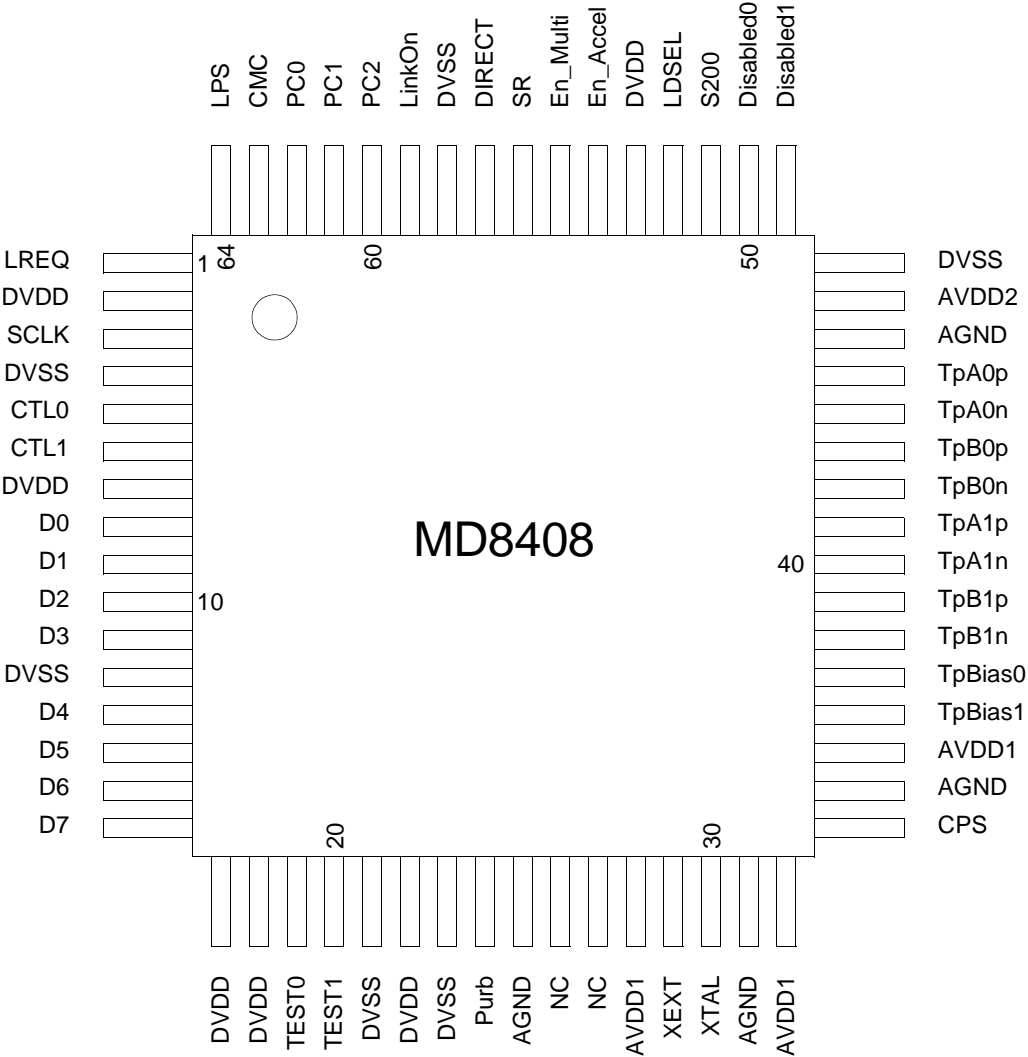 LPS
CMC
PC0
PC1
PC2
LinkOn
DVSS
DIRECT
SR
En_Multi
En_Accel
DVDD
LDSEL
S200
Disabled0
Disabled1
LREQ
DVDD
SCLK
DVSS
CTL0
CTL1
DVDD
D0
D1
D2
D3
DVSS
D4
D5
D6
D7
1
64
60
50
MD8408
40
10
20
30
DVSS
AVDD2
AGND
TpA0p
TpA0n
TpB0p
TpB0n
TpA1p
TpA1n
TpB1p
TpB1n
TpBias0
TpBias1
AVDD1
AGND
CPS
DVDD
DVDD
TEST0
TEST1
DVSS
DVDD
DVSS
Purb
AGND
NC
NC
AVDD1
XEXT
XTAL
AGND
AVDD1